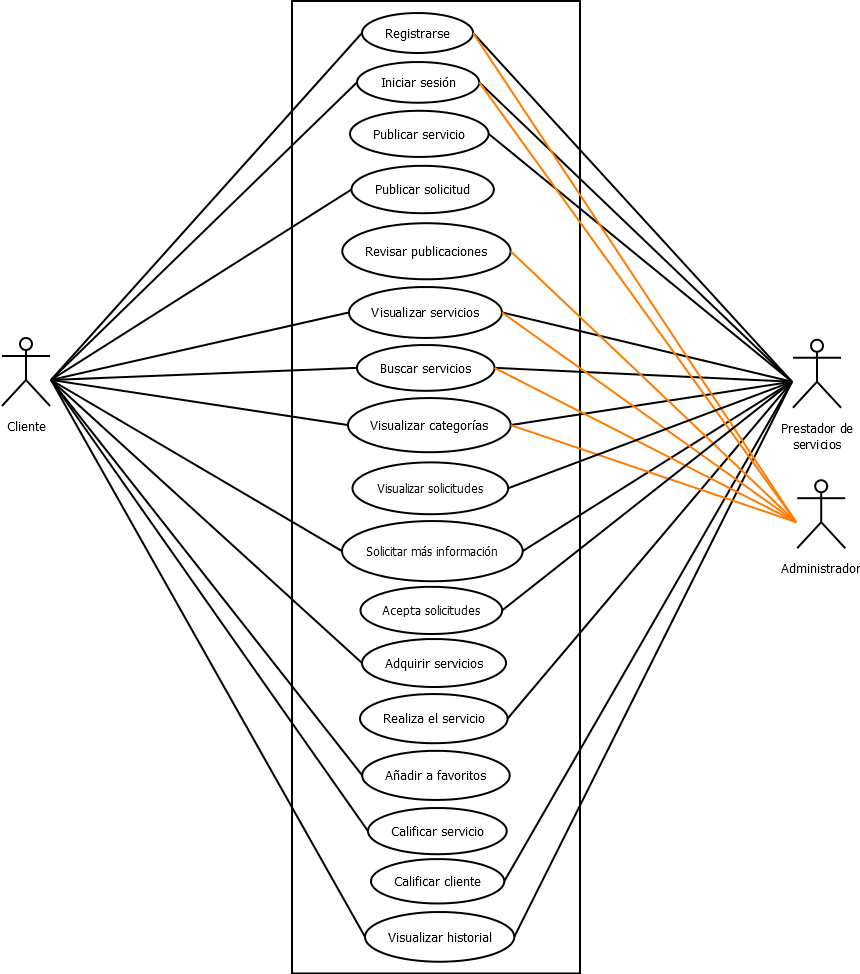 Registrarse
Iniciar sesión
Publicar servicio
Publicar solicitud
Revisar publicaciones
Visualizar servicios
Buscar servicios
Visualizar categorías
Visualizar solicitudes
Solicitar más información
Acepta solicitudes
Adquirir servicios
Realiza el servicio
Añadir a favoritos
Calificar servicio
Calificar cliente
Visualizar historial
Cliente
Prestador de
servicios
Administrador